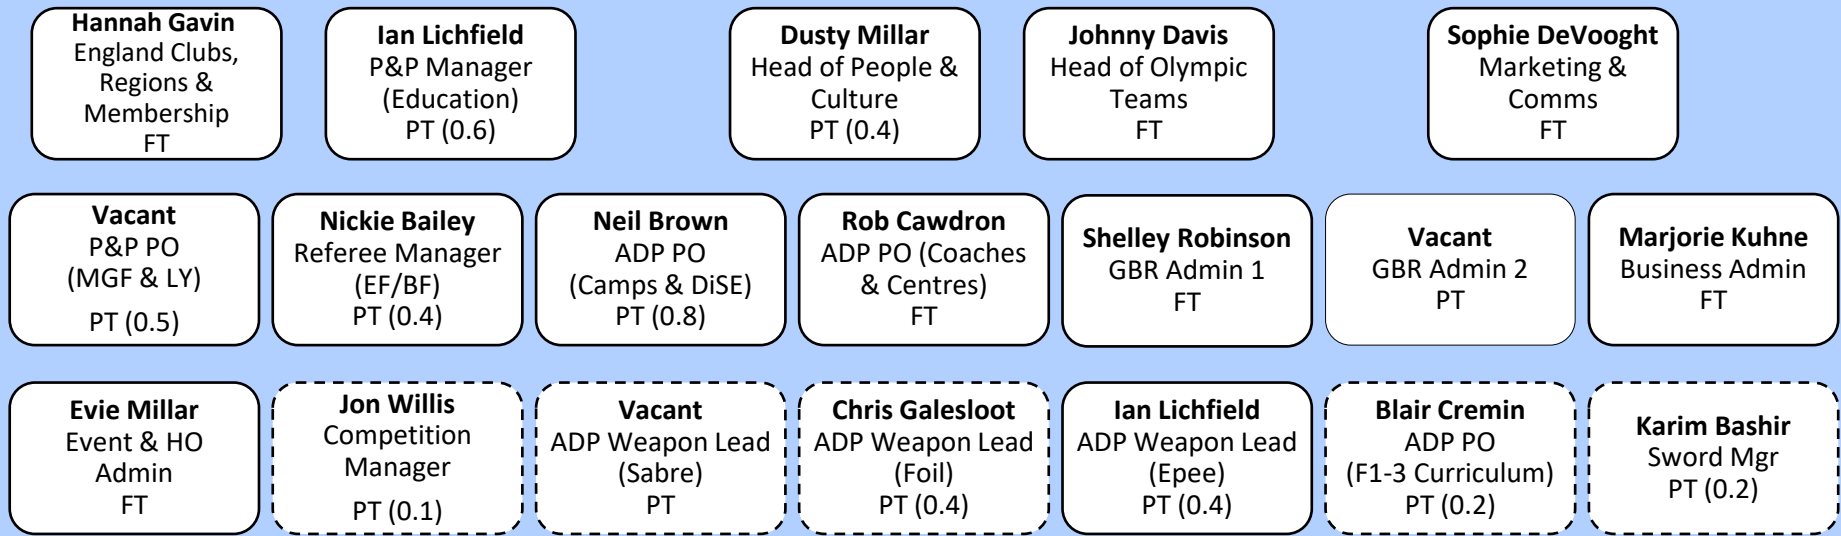 Hannah Gavin
England Clubs,
Regions &
Membership
FT
Ian Lichfield
P&P Manager
(Education)
PT (0.6)
Dusty Millar
Head of People &
Culture
PT (0.4)
Johnny Davis
Head of Olympic
Teams
FT
Sophie DeVooght
Marketing &
Comms
FT
Vacant
P&P PO
(MGF & LY)
PT (0.5)
Nickie Bailey
Referee Manager
(EF/BF)
PT (0.4)
Neil Brown
ADP PO
(Camps & DiSE)
PT (0.8)
Rob Cawdron
ADP PO (Coaches
& Centres)
FT
Shelley Robinson
GBR Admin 1
FT
Vacant
GBR Admin 2
PT
Marjorie Kuhne
Business Admin
FT
Evie Millar
Event & HO
Admin
FT
Jon Willis
Competition
Manager
PT (0.1)
Vacant
ADP Weapon Lead
(Sabre)
PT
Chris Galesloot
ADP Weapon Lead
(Foil)
PT (0.4)
Ian Lichfield
ADP Weapon Lead
(Epee)
PT (0.4)
Blair Cremin
ADP PO
(F1-3 Curriculum)
PT (0.2)
Karim Bashir
Sword Mgr
PT (0.2)